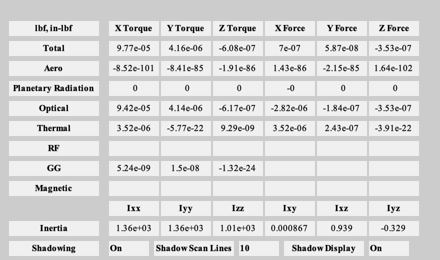 lbf, in-lbf X Torque Y Torque Z Torque X Force Y Force Z Force
Total 9.77e-05 4.16e-06 -6.08e-07 7e-07 5.87e-08 -3.53e-07
Aero -8.52e-101 -8.41e-85 -1.91e-86 1.43e-86 -2.15e-85 1.64e-102
Planetary Radiation 0 0 0 -0 0 0
Optical 9.42e-05 4.14e-06 -6.17e-07 -2.82e-06 -1.84e-07 -3.53e-07
Thermal 3.52e-06 -5.77e-22 9.29e-09 3.52e-06 2.43e-07 -3.91e-22
RF
GG 5.24e-09 1.5e-08 -1.32e-24
Magnetic
Ixx Iyy Izz Ixy Ixz Iyz
Inertia 1.36e+03 1.36e+03 1.01e+03 0.000867 0.939 -0.329
Shadowing On Shadow Scan Lines 10 Shadow Display On